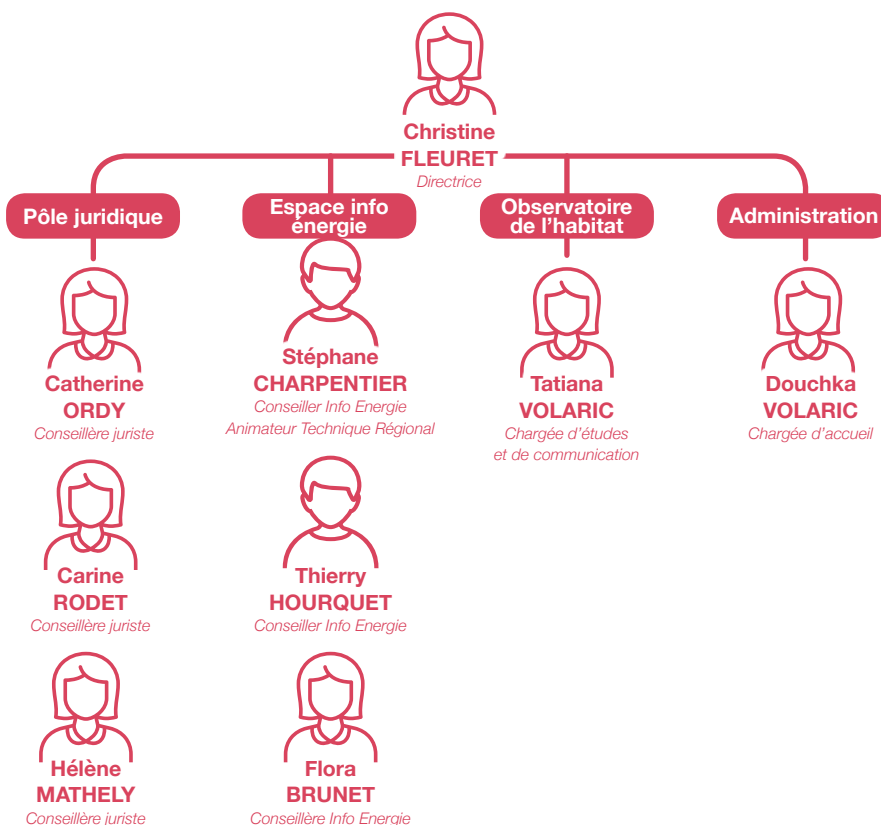 Christine
FLEURET
Directrice
Pôle juridique
Espace info
énergie
Observatoire
de l'habitat
Administration
Catherine
ORDY
Conseillère juriste
Stéphane
CHARPENTIER
Conseiller Info Energie
Animateur Technique Régional
Tatiana
VOLARIC
Chargée d'études
et de communication
Douchka
VOLARIC
Chargée d'accueil
Carine
RODET
Conseillère juriste
Thierry
HOURQUET
Conseiller Info Energie
Hélène
MATHELY
Conseillère juriste
Flora
BRUNET
Conseillère Info Energie